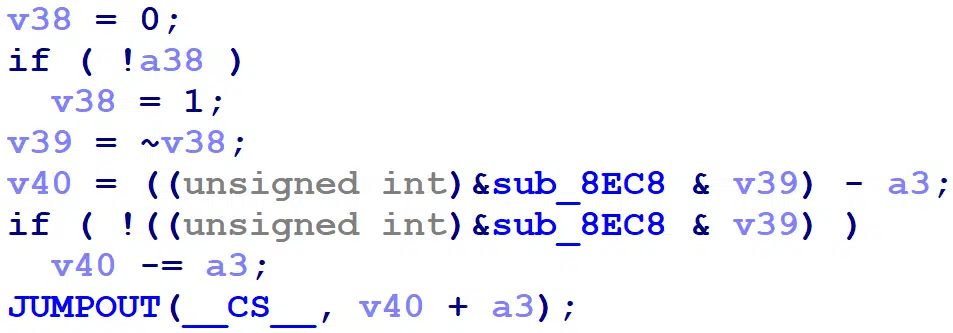 v38 = 0;
if ( !a38 )
v38 = 1;
v39 = ~v38;
v40 = ((unsigned int)&sub_8EC8 & v39) - a3;
if ( !((unsigned int)&sub_8EC8 & v39) )
v40 -= a3;
JUMPOUT(__CS__, v40 + a3);